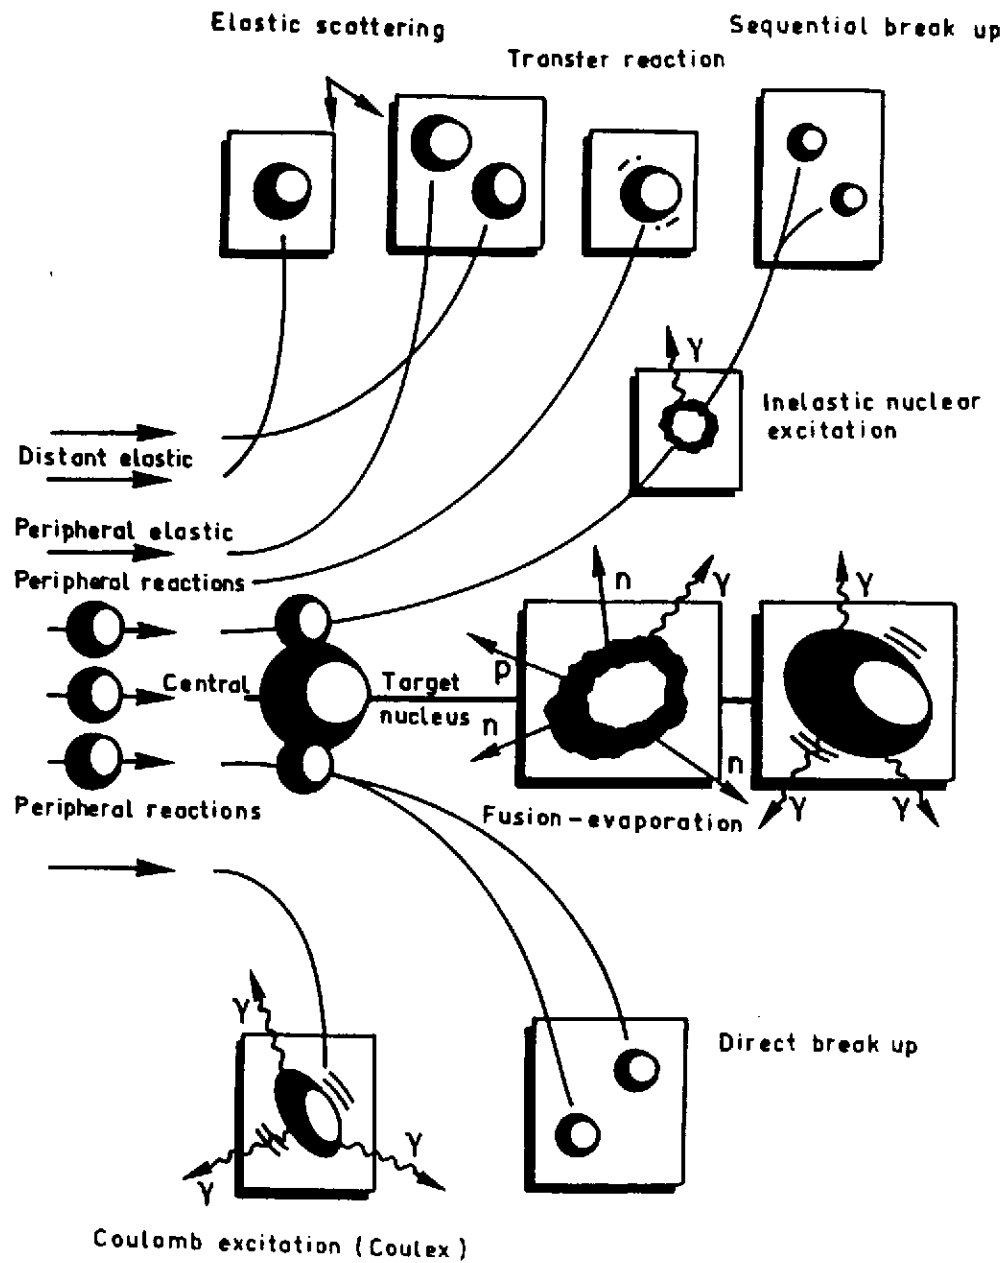 Elastic scattering
Sequential break up
Transfer reaction
γ
Inelastic nuclear
excitation
Distant elastic
Peripheral elastic
Peripheral reactions
n
γ
γ
p
Central
Target
nucleus
n
n
γ
γ
Peripheral reactions
Fusion-evaporation
γ
Direct break up
γ
γ
Coulomb excitation (Coulex)